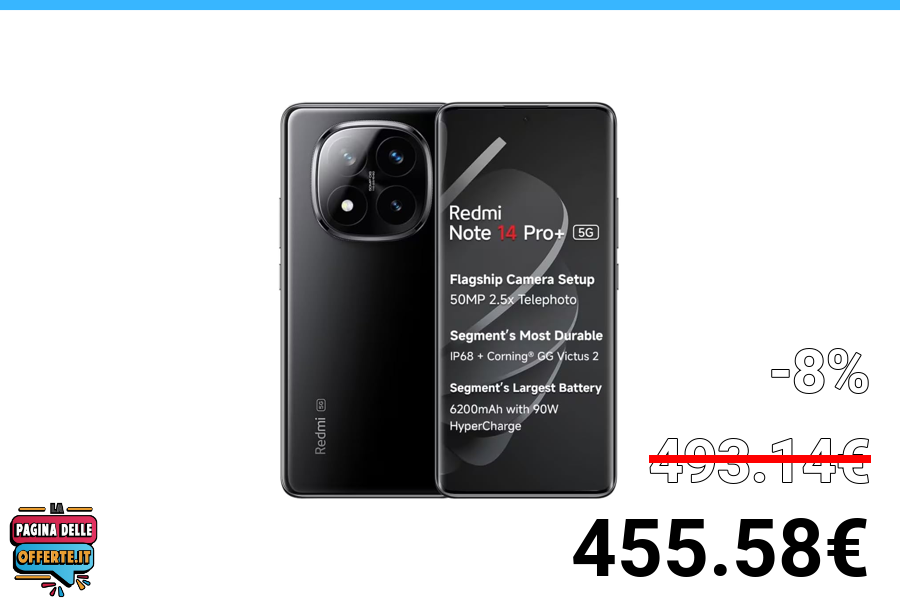 Redmi
Note 14 Pro+ 5G
Flagship Camera Setup
50MP 2.5x Telephoto
Segment's Most Durable
IP68 + Corning® GG Victus 2
Segment's Largest Battery
6200mAh with 90W
HyperCharge
Redmi 5G
-8%
493.14€
455.58€
LA
PAGINA DELLE
OFFERTE.IT